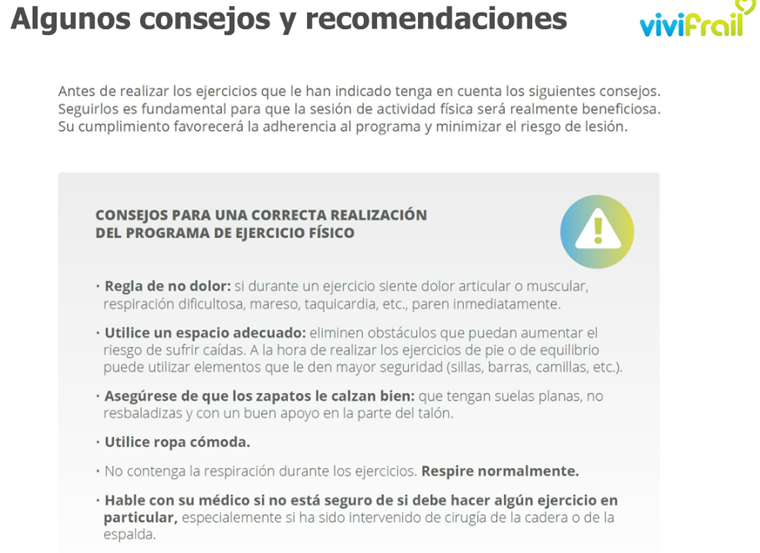 Algunos consejos y recomendaciones
vivifrail
Antes de realizar los ejercicios que le han indicado tenga en cuenta los siguientes consejos.
Seguirlos es fundamental para que la sesión de actividad física será realmente beneficiosa.
Su cumplimiento favorecerá la adherencia al programa y minimizar el riesgo de lesión.
CONSEJOS PARA UNA CORRECTA REALIZACIÓN
DEL PROGRAMA DE EJERCICIO FÍSICO
· Regla de no dolor: si durante un ejercicio siente dolor articular o muscular,
respiración dificultosa, mareso, taquicardia, etc., paren inmediatamente.
· Utilice un espacio adecuado: eliminen obstáculos que puedan aumentar el
riesgo de sufrir caídas. A la hora de realizar los ejercicios de pie o de equilibrio
puede utilizar elementos que le den mayor seguridad (sillas, barras, camillas, etc.).
· Asegúrese de que los zapatos le calzan bien: que tengan suelas planas, no
resbaladizas y con un buen apoyo en la parte del talón.
· Utilice ropa cómoda.
· No contenga la respiración durante los ejercicios. Respire normalmente.
· Hable con su médico si no está seguro de si debe hacer algún ejercicio en
particular, especialemente si ha sido intervenido de cirugía de la cadera o de la
espalda.